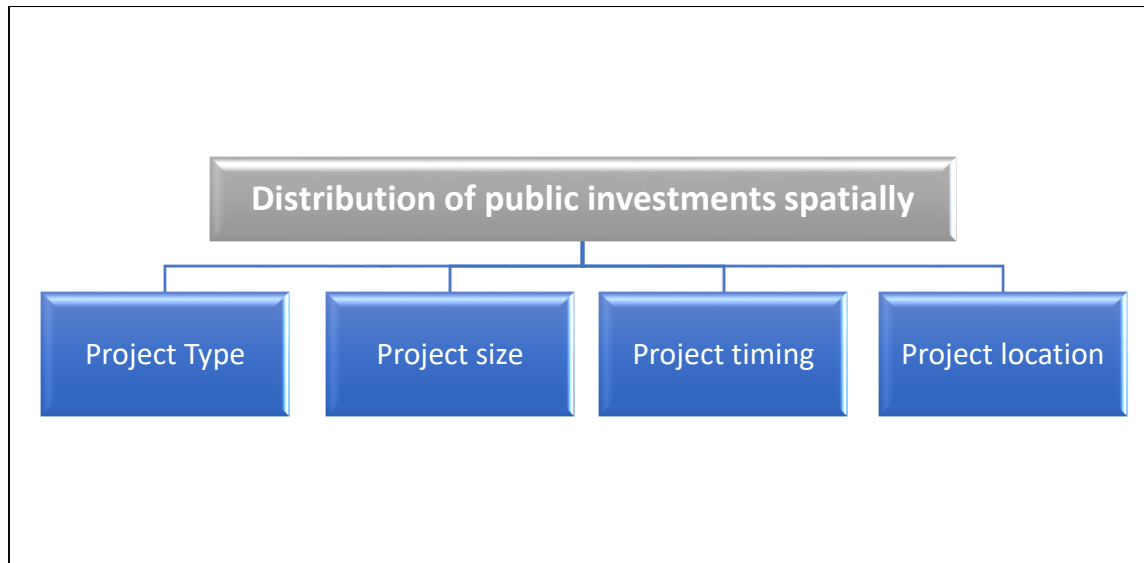 Distribution of public investments spatially
Project Type
Project size
Project timing
Project location